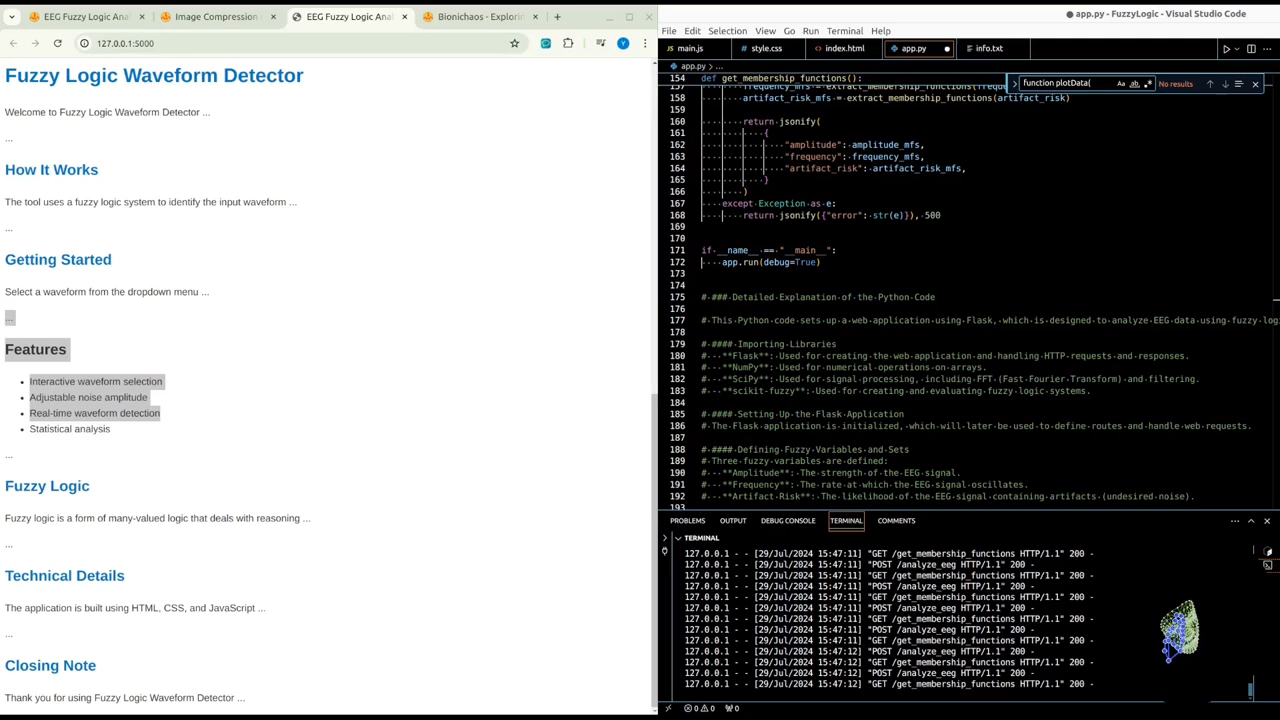 EEG Fuzzy Logic Anal
Image Compression
EEG Fuzzy Logic Anal
Bionichaos - Explorin
127.0.0.1:5000
Fuzzy Logic Waveform Detector
Welcome to Fuzzy Logic Waveform Detector ...
...
How It Works
The tool uses a fuzzy logic system to identify the input waveform ...
...
Getting Started
Select a waveform from the dropdown menu ...
...
Features
Interactive waveform selection
Adjustable noise amplitude
Real-time waveform detection
Statistical analysis
...
Fuzzy Logic
Fuzzy logic is a form of many-valued logic that deals with reasoning ...
...
Technical Details
The application is built using HTML, CSS, and JavaScript ...
...
Closing Note
Thank you for using Fuzzy Logic Waveform Detector ...
app.py - FuzzyLogic - Visual Studio Code
File Edit Selection View Go Run Terminal Help
main.js style.css index.html app.py info.txt
app.py > ...
function plotData( Aa ab .* No results
154 def get_membership_functions():
157 frequency_mfs = extract_membership_functions(freque
158 artifact_risk_mfs = extract_membership_functions(artifact_risk)
159
160 return jsonify(
161 {
162 "amplitude": amplitude_mfs,
163 "frequency": frequency_mfs,
164 "artifact_risk": artifact_risk_mfs,
165 }
166 )
167 except Exception as e:
168 return jsonify({"error": str(e)}), 500
169
170
171 if __name__ == "__main__":
172 app.run(debug=True)
173
174
175 # ### Detailed Explanation of the Python Code
176
177 # This Python code sets up a web application using Flask, which is designed to analyze EEG data using fuzzy logi
178
179 # #### Importing Libraries
180 # - **Flask**: Used for creating the web application and handling HTTP requests and responses.
181 # - **NumPy**: Used for numerical operations on arrays.
182 # - **SciPy**: Used for signal processing, including FFT (Fast Fourier Transform) and filtering.
183 # - **scikit-fuzzy**: Used for creating and evaluating fuzzy logic systems.
184
185 # #### Setting Up the Flask Application
186 # The Flask application is initialized, which will later be used to define routes and handle web requests.
187
188 # #### Defining Fuzzy Variables and Sets
189 # Three fuzzy variables are defined:
190 # - **Amplitude**: The strength of the EEG signal.
191 # - **Frequency**: The rate at which the EEG signal oscillates.
192 # - **Artifact Risk**: The likelihood of the EEG signal containing artifacts (undesired noise).
193
PROBLEMS OUTPUT DEBUG CONSOLE TERMINAL COMMENTS
TERMINAL
127.0.0.1 - - [29/Jul/2024 15:47:11] "GET /get_membership_functions HTTP/1.1" 200 -
127.0.0.1 - - [29/Jul/2024 15:47:11] "POST /analyze_eeg HTTP/1.1" 200 -
127.0.0.1 - - [29/Jul/2024 15:47:11] "GET /get_membership_functions HTTP/1.1" 200 -
127.0.0.1 - - [29/Jul/2024 15:47:11] "POST /analyze_eeg HTTP/1.1" 200 -
127.0.0.1 - - [29/Jul/2024 15:47:11] "GET /get_membership_functions HTTP/1.1" 200 -
127.0.0.1 - - [29/Jul/2024 15:47:11] "POST /analyze_eeg HTTP/1.1" 200 -
127.0.0.1 - - [29/Jul/2024 15:47:11] "GET /get_membership_functions HTTP/1.1" 200 -
127.0.0.1 - - [29/Jul/2024 15:47:11] "POST /analyze_eeg HTTP/1.1" 200 -
127.0.0.1 - - [29/Jul/2024 15:47:11] "GET /get_membership_functions HTTP/1.1" 200 -
127.0.0.1 - - [29/Jul/2024 15:47:12] "POST /analyze_eeg HTTP/1.1" 200 -
127.0.0.1 - - [29/Jul/2024 15:47:12] "GET /get_membership_functions HTTP/1.1" 200 -
127.0.0.1 - - [29/Jul/2024 15:47:12] "POST /analyze_eeg HTTP/1.1" 200 -
127.0.0.1 - - [29/Jul/2024 15:47:12] "GET /get_membership_functions HTTP/1.1" 200 -
0 0 0